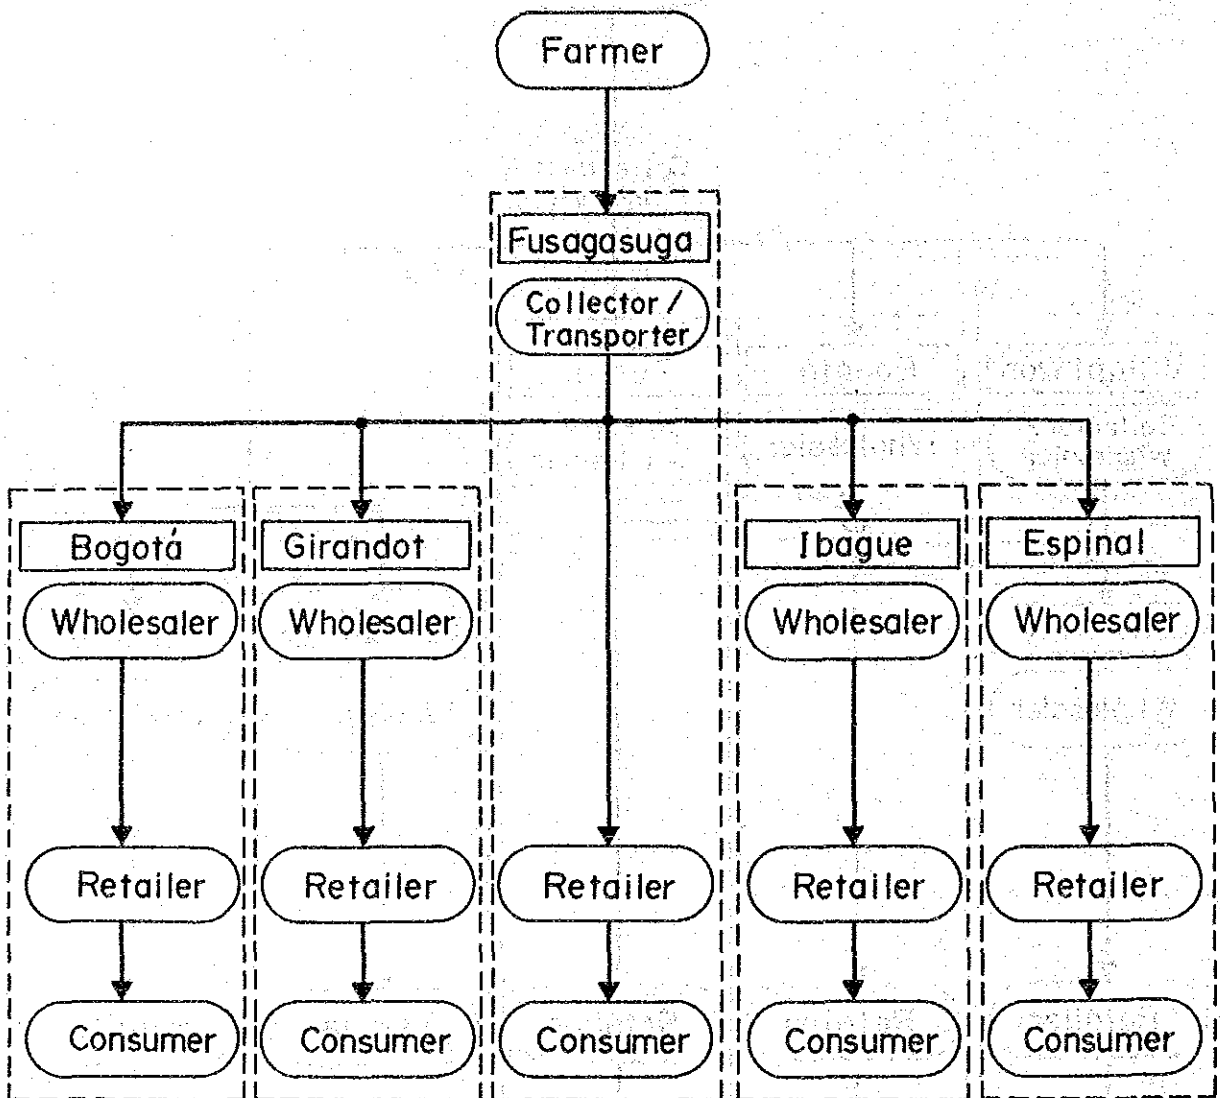 Farmer
Fusagasuga
Collector /
Transporter
Bogotá
Girandot
Ibague
Espinal
Wholesaler
Wholesaler
Wholesaler
Wholesaler
Retailer
Retailer
Retailer
Retailer
Retailer
Consumer
Consumer
Consumer
Consumer
Consumer